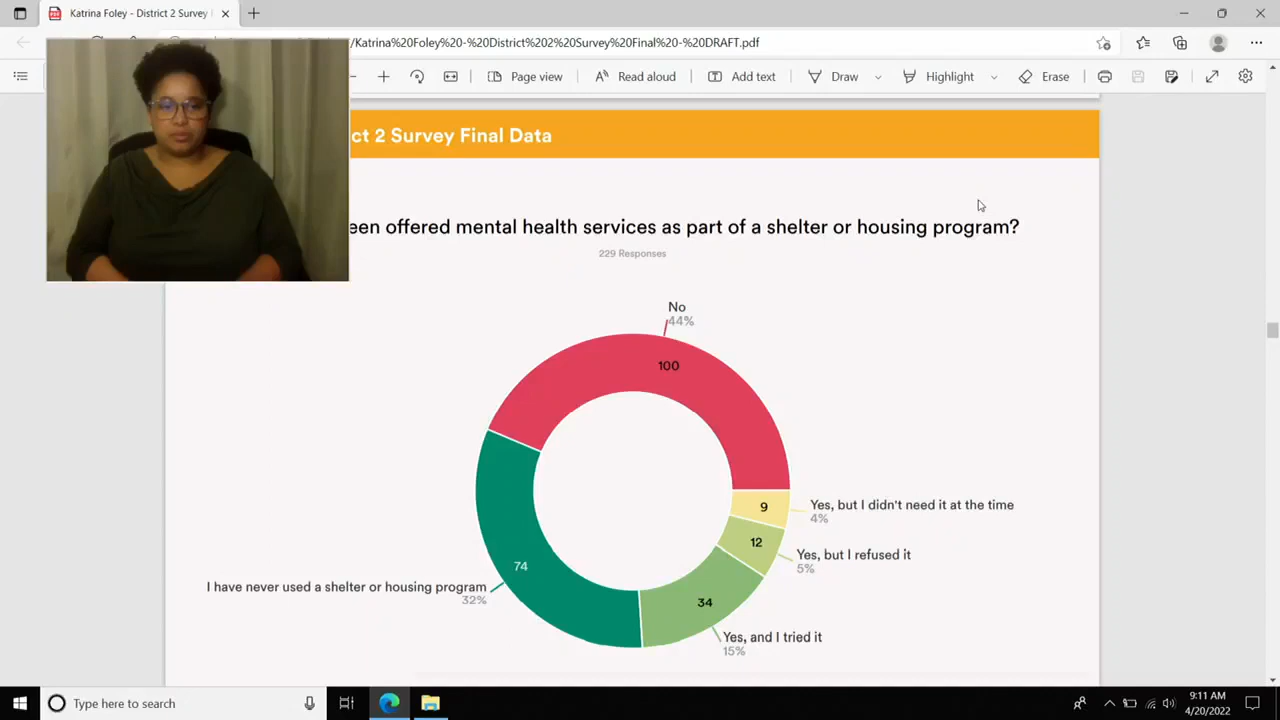 Katrina Foley - District 2 Survey
/Katrina%20Foley%20-%20District%202%20Survey%20Final%20-%20DRAFT.pdf
Page view
Read aloud
Add text
Draw
Highlight
Erase
ct 2 Survey Final Data
een offered mental health services as part of a shelter or housing program?
229 Responses
No
44%
100
9
Yes, but I didn't need it at the time
4%
12
Yes, but I refused it
5%
74
I have never used a shelter or housing program
32%
34
Yes, and I tried it
15%
Type here to search
9:11 AM
4/20/2022